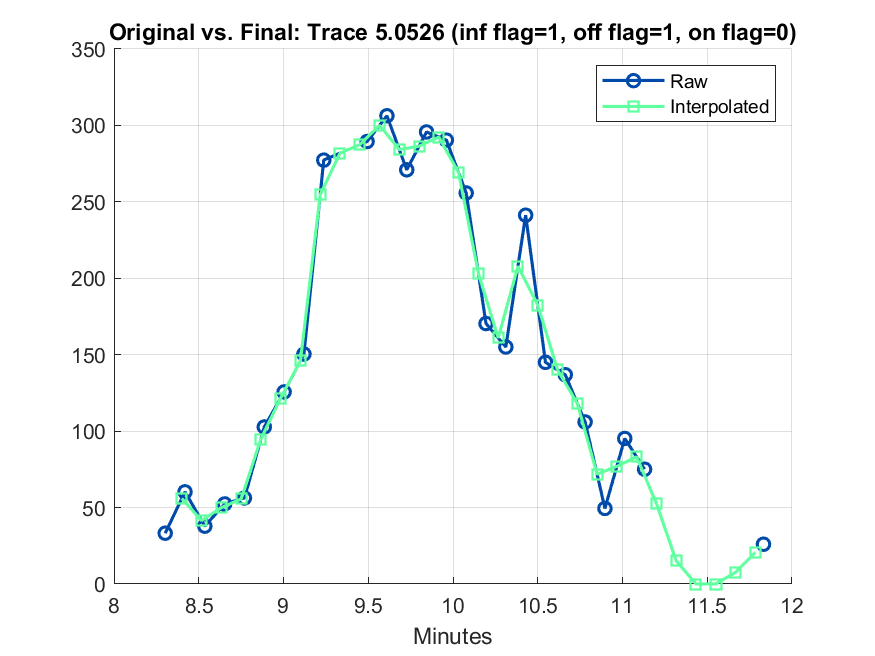 Original vs. Final: Trace 5.0526 (inf flag=1, off flag=1, on flag=0)
350
300
250
200
150
100
50
0
Raw
Interpolated
8 8.5 9 9.5 10 10.5 11 11.5 12
Minutes